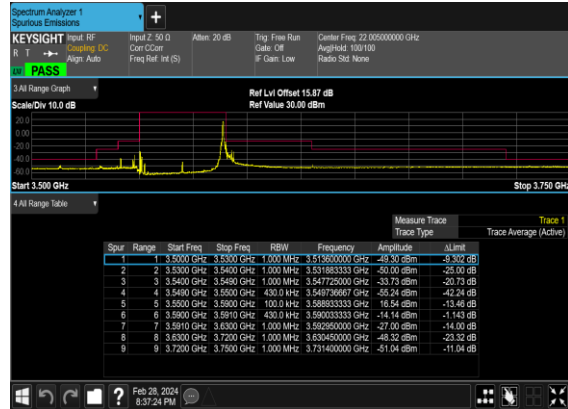 Spectrum Analyzer 1
Spurious Emissions
KEYSIGHT Input: RF Input Z: 50 Ω Atten: 20 dB Trig: Free Run Center Freq: 22.005000000 GHz
R T Coupling: DC Corr CCorr Gate: Off Avg|Hold: 100/100
Align: Auto Freq Ref: Int (S) IF Gain: Low Radio Std: None
PASS
3 All Range Graph
Ref Lvl Offset 15.87 dB
Scale/Div 10.0 dB Ref Value 30.00 dBm
20.0
0.00
-20.0
-40.0
-60.0
Start 3.500 GHz Stop 3.750 GHz
4 All Range Table
Measure Trace Trace 1
Trace Type Trace Average (Active)
Spur Range Start Freq Stop Freq RBW Frequency Amplitude ΔLimit
1 1 3.5000 GHz 3.5300 GHz 1.000 MHz 3.513600000 GHz -49.30 dBm -9.302 dB
2 2 3.5300 GHz 3.5400 GHz 1.000 MHz 3.531883333 GHz -50.00 dBm -25.00 dB
3 3 3.5400 GHz 3.5490 GHz 1.000 MHz 3.547725000 GHz -33.73 dBm -20.73 dB
4 4 3.5490 GHz 3.5500 GHz 430.0 kHz 3.549736667 GHz -55.24 dBm -42.24 dB
5 5 3.5500 GHz 3.5900 GHz 100.0 kHz 3.588933333 GHz 16.54 dBm -13.46 dB
6 6 3.5900 GHz 3.5910 GHz 430.0 kHz 3.590033333 GHz -14.14 dBm -1.143 dB
7 7 3.5910 GHz 3.6300 GHz 1.000 MHz 3.592950000 GHz -27.00 dBm -14.00 dB
8 8 3.6300 GHz 3.7200 GHz 1.000 MHz 3.630450000 GHz -48.32 dBm -23.32 dB
9 9 3.7200 GHz 3.7500 GHz 1.000 MHz 3.731400000 GHz -51.04 dBm -11.04 dB
Feb 28, 2024
8:37:24 PM